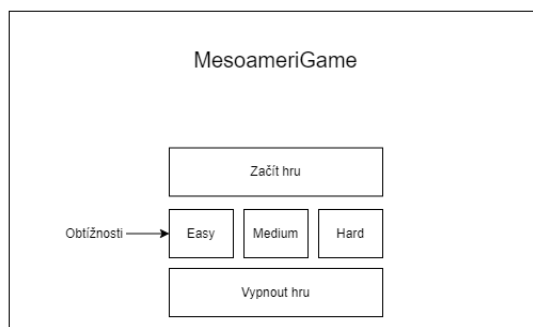 MesoameriGame
Začít hru
Obtížnosti Easy Medium Hard
Vypnout hru